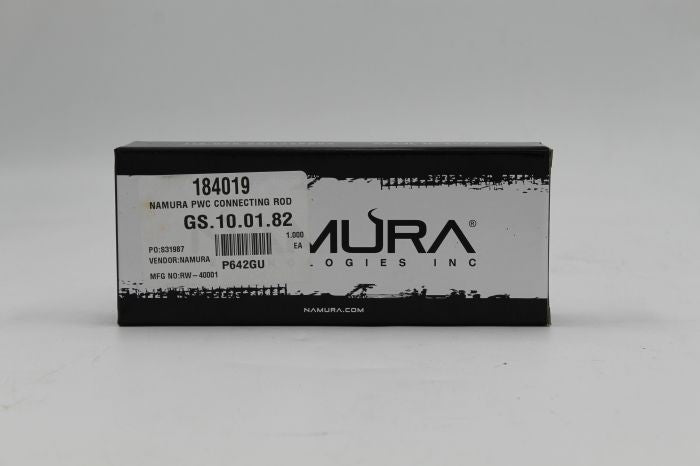 184019
NAMURA PWC CONNECTING ROD
GS.10.01.82
1.000
EA
PO:S31987
VENDOR:NAMURA
P642GU
MFG NO:RW-40001
MURA®
OLOGIES INC
NAMURA.COM